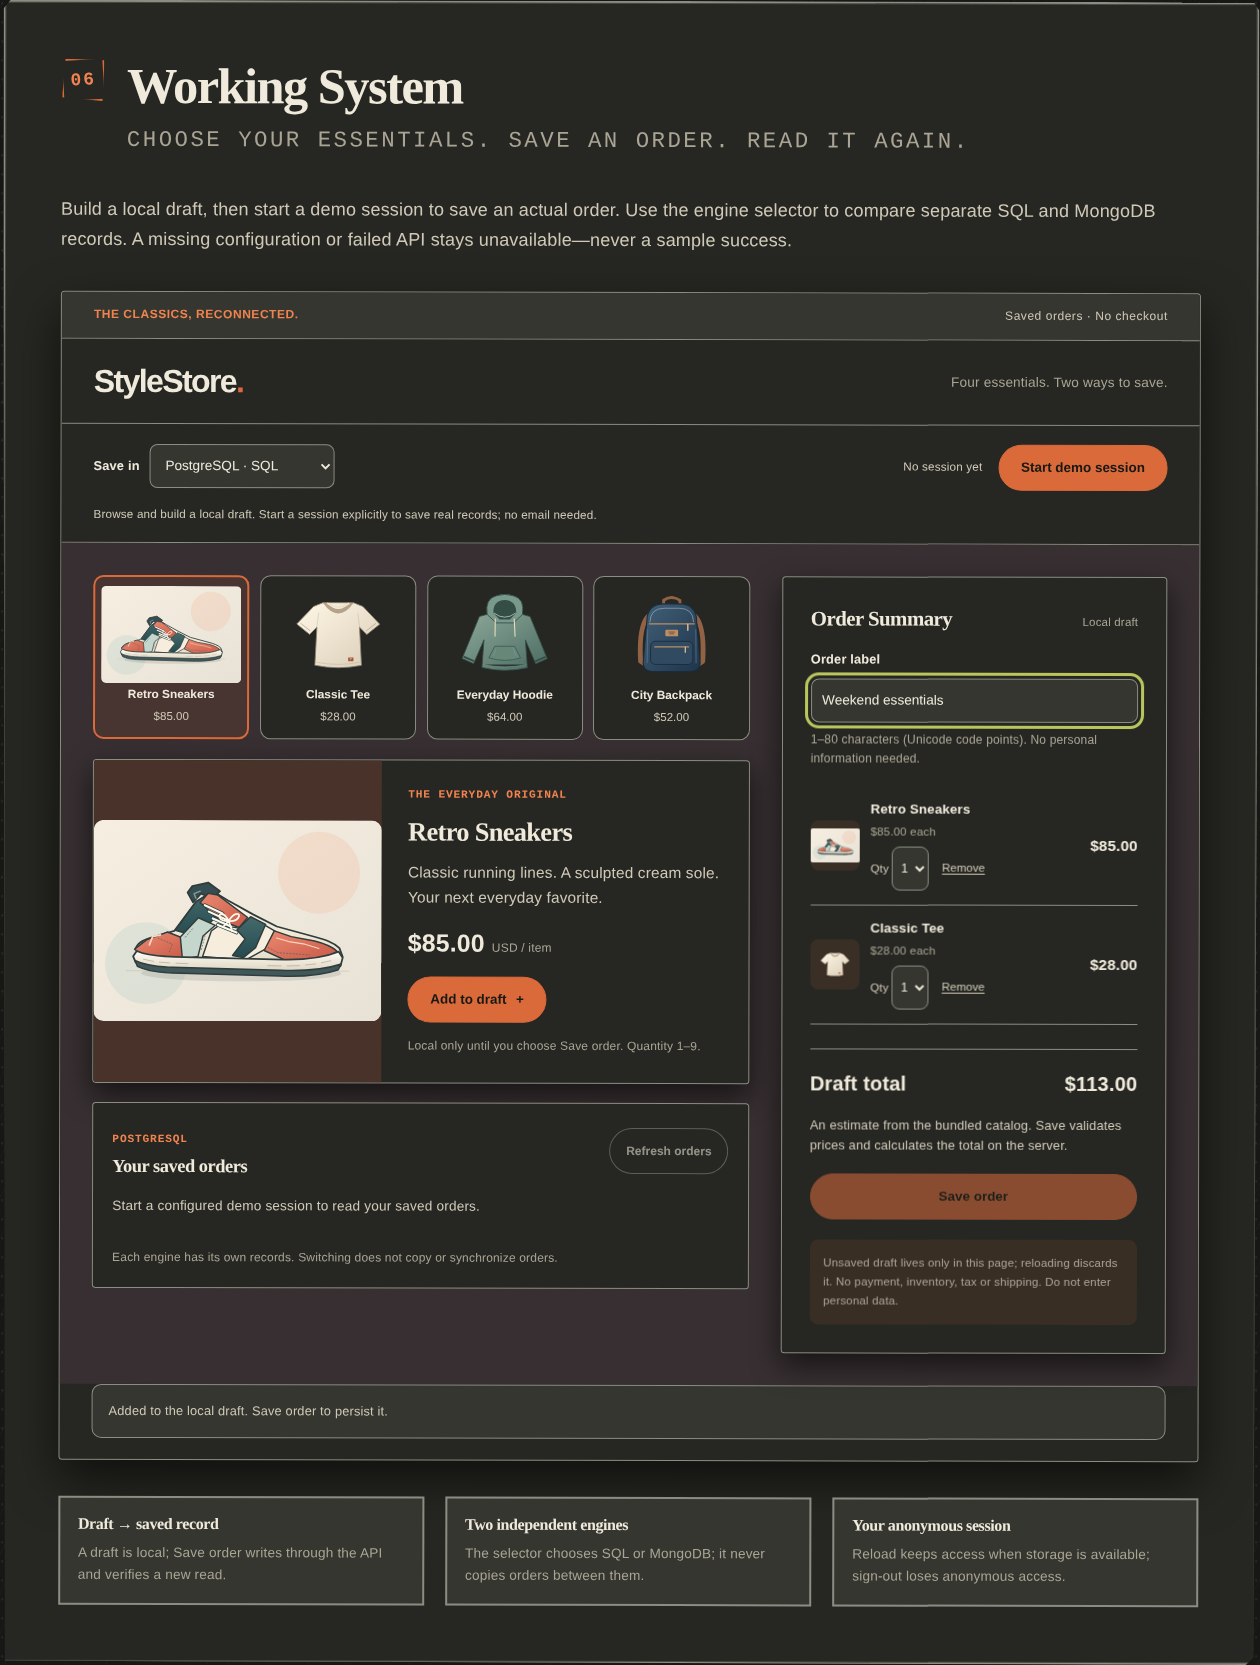 06
Working System
CHOOSE YOUR ESSENTIALS. SAVE AN ORDER. READ IT AGAIN.
Build a local draft, then start a demo session to save an actual order. Use the engine selector to compare separate SQL and MongoDB
records. A missing configuration or failed API stays unavailable—never a sample success.
THE CLASSICS, RECONNECTED.
Saved orders · No checkout
StyleStore.
Four essentials. Two ways to save.
Save in
PostgreSQL · SQL
No session yet
Start demo session
Browse and build a local draft. Start a session explicitly to save real records; no email needed.
Retro Sneakers
$85.00
Classic Tee
$28.00
Everyday Hoodie
$64.00
City Backpack
$52.00
THE EVERYDAY ORIGINAL
Retro Sneakers
Classic running lines. A sculpted cream sole.
Your next everyday favorite.
$85.00 USD / item
Add to draft +
Local only until you choose Save order. Quantity 1–9.
POSTGRESQL
Your saved orders
Refresh orders
Start a configured demo session to read your saved orders.
Each engine has its own records. Switching does not copy or synchronize orders.
Order Summary
Local draft
Order label
Weekend essentials
1–80 characters (Unicode code points). No personal
information needed.
Retro Sneakers
$85.00 each
Qty 1 Remove
$85.00
Classic Tee
$28.00 each
Qty 1 Remove
$28.00
Draft total
$113.00
An estimate from the bundled catalog. Save validates
prices and calculates the total on the server.
Save order
Unsaved draft lives only in this page; reloading discards
it. No payment, inventory, tax or shipping. Do not enter
personal data.
Added to the local draft. Save order to persist it.
Draft → saved record
A draft is local; Save order writes through the API
and verifies a new read.
Two independent engines
The selector chooses SQL or MongoDB; it never
copies orders between them.
Your anonymous session
Reload keeps access when storage is available;
sign-out loses anonymous access.